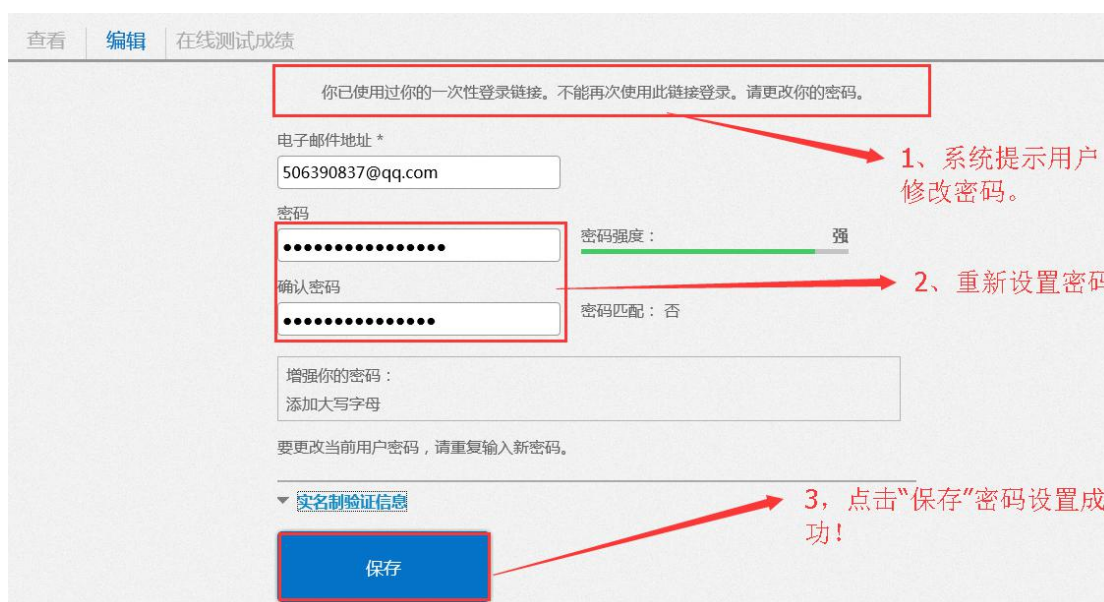 查看 编辑 在线测试成绩
你已使用过你的一次性登录链接。不能再次使用此链接登录。请更改你的密码。
电子邮件地址 *
1、系统提示用户
修改密码。
506390837@qq.com
密码
密码强度： 强
●●●●●●●●●●●●●●●●
确认密码
2、重新设置密码
●●●●●●●●●●●●●●●
密码匹配： 否
增强你的密码：
添加大写字母
要更改当前用户密码，请重复输入新密码。
实名制验证信息
3，点击“保存”密码设置成
功！
保存